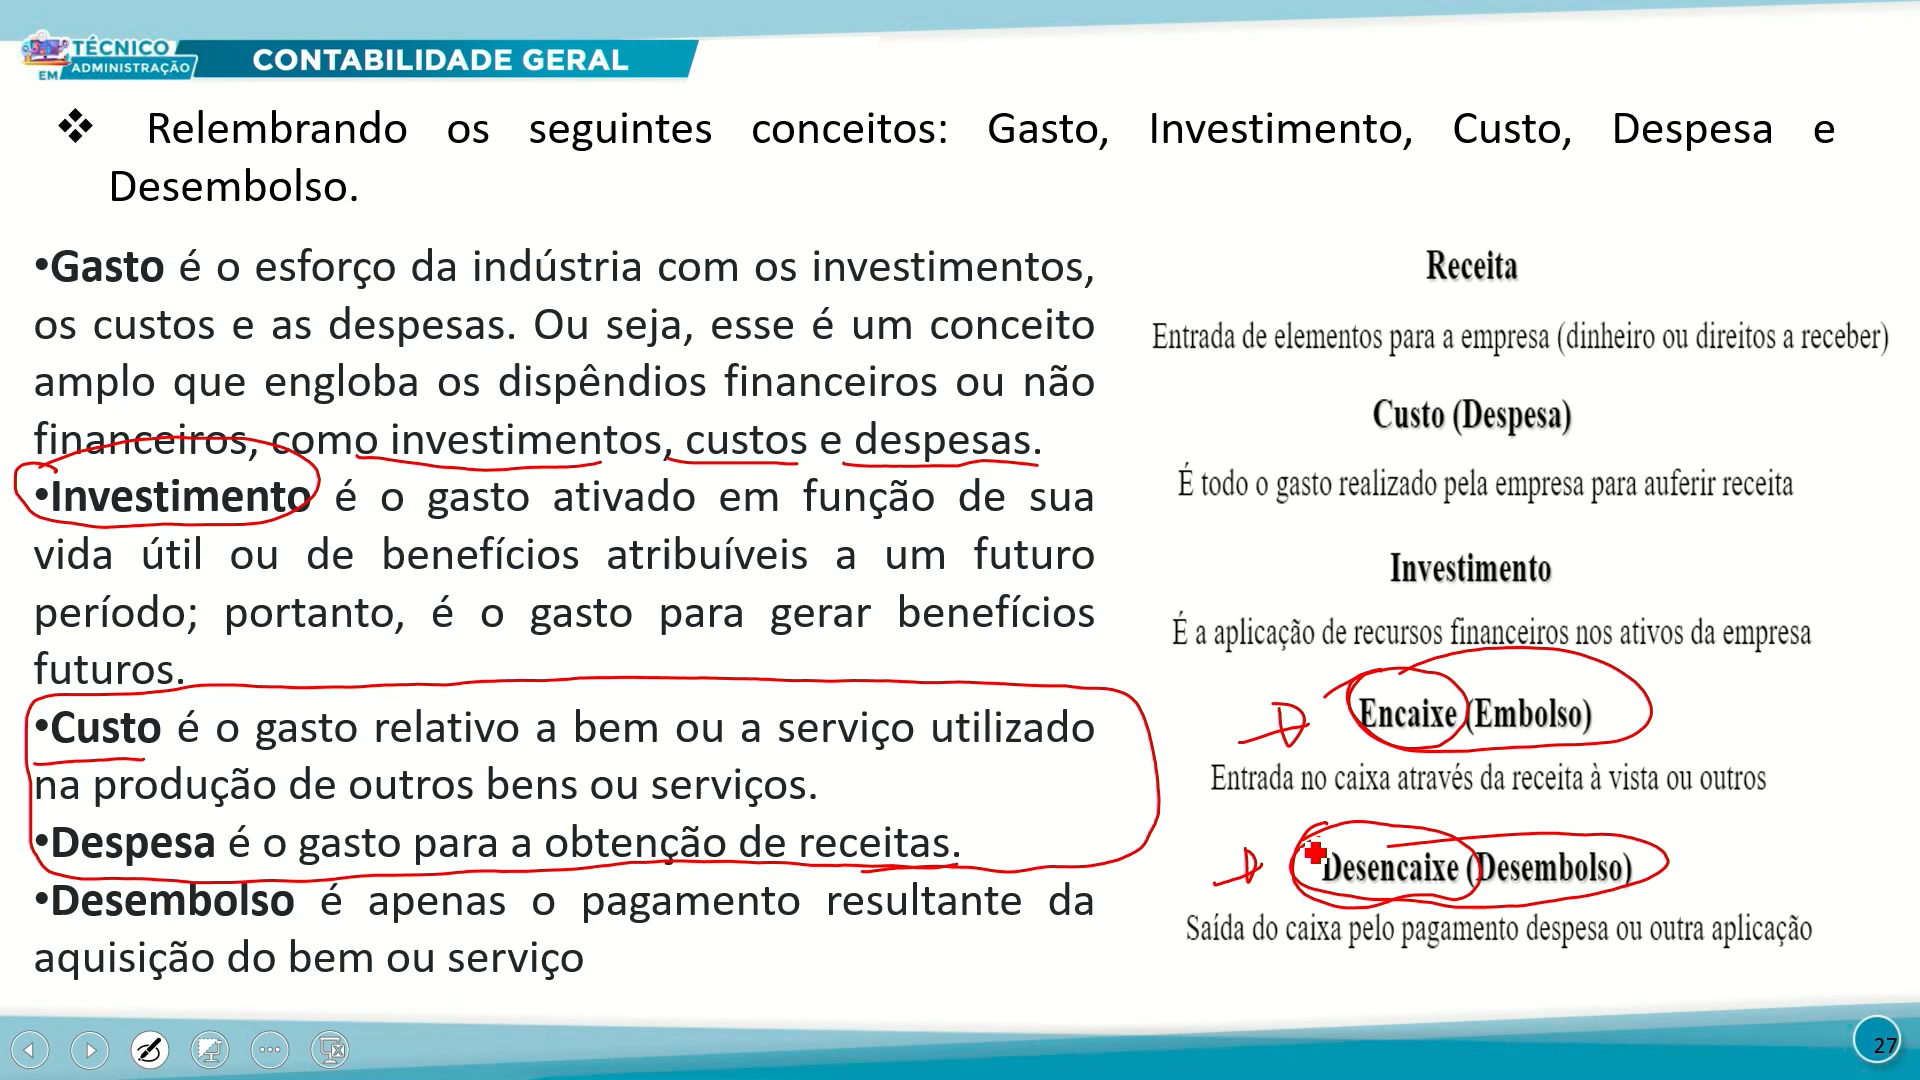 TÉCNICO
EM ADMINISTRAÇÃO
CONTABILIDADE GERAL
❖ Relembrando os seguintes conceitos: Gasto, Investimento, Custo, Despesa e
Desembolso.
•Gasto é o esforço da indústria com os investimentos,
os custos e as despesas. Ou seja, esse é um conceito
amplo que engloba os dispêndios financeiros ou não
financeiros, como investimentos, custos e despesas.
•Investimento é o gasto ativado em função de sua
vida útil ou de benefícios atribuíveis a um futuro
período; portanto, é o gasto para gerar benefícios
futuros.
•Custo é o gasto relativo a bem ou a serviço utilizado
na produção de outros bens ou serviços.
•Despesa é o gasto para a obtenção de receitas.
•Desembolso é apenas o pagamento resultante da
aquisição do bem ou serviço
Receita
Entrada de elementos para a empresa (dinheiro ou direitos a receber)
Custo (Despesa)
É todo o gasto realizado pela empresa para auferir receita
Investimento
É a aplicação de recursos financeiros nos ativos da empresa
Encaixe (Embolso)
Entrada no caixa através da receita à vista ou outros
Desencaixe (Desembolso)
Saída do caixa pelo pagamento despesa ou outra aplicação
27